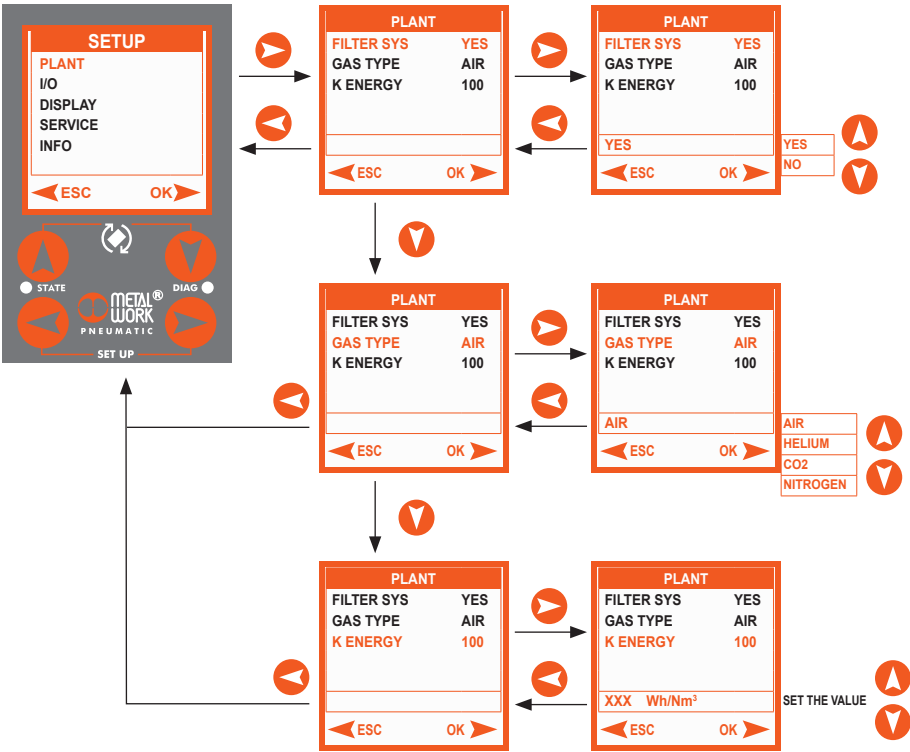 SETUP
PLANT
I/O
DISPLAY
SERVICE
INFO
ESC OK
STATE DIAG
METAL®
WORK
PNEUMATIC
SET UP
PLANT
FILTER SYS YES
GAS TYPE AIR
K ENERGY 100
ESC OK
PLANT
FILTER SYS YES
GAS TYPE AIR
K ENERGY 100
YES
ESC OK
YES
NO
PLANT
FILTER SYS YES
GAS TYPE AIR
K ENERGY 100
ESC OK
PLANT
FILTER SYS YES
GAS TYPE AIR
K ENERGY 100
AIR
ESC OK
AIR
HELIUM
CO2
NITROGEN
PLANT
FILTER SYS YES
GAS TYPE AIR
K ENERGY 100
ESC OK
PLANT
FILTER SYS YES
GAS TYPE AIR
K ENERGY 100
XXX Wh/Nm³
ESC OK
SET THE VALUE